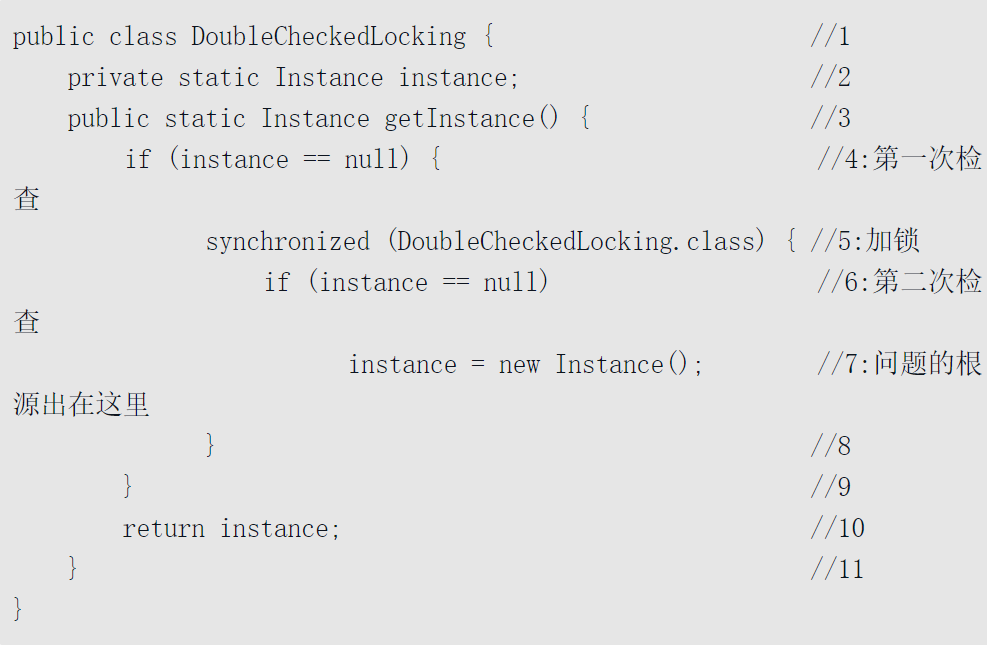 public class DoubleCheckedLocking { //1
private static Instance instance; //2
public static Instance getInstance() { //3
if (instance == null) { //4:第一次检
查
synchronized (DoubleCheckedLocking.class) { //5:加锁
if (instance == null) //6:第二次检
查
instance = new Instance(); //7:问题的根
源出在这里
} //8
} //9
return instance; //10
} //11
}